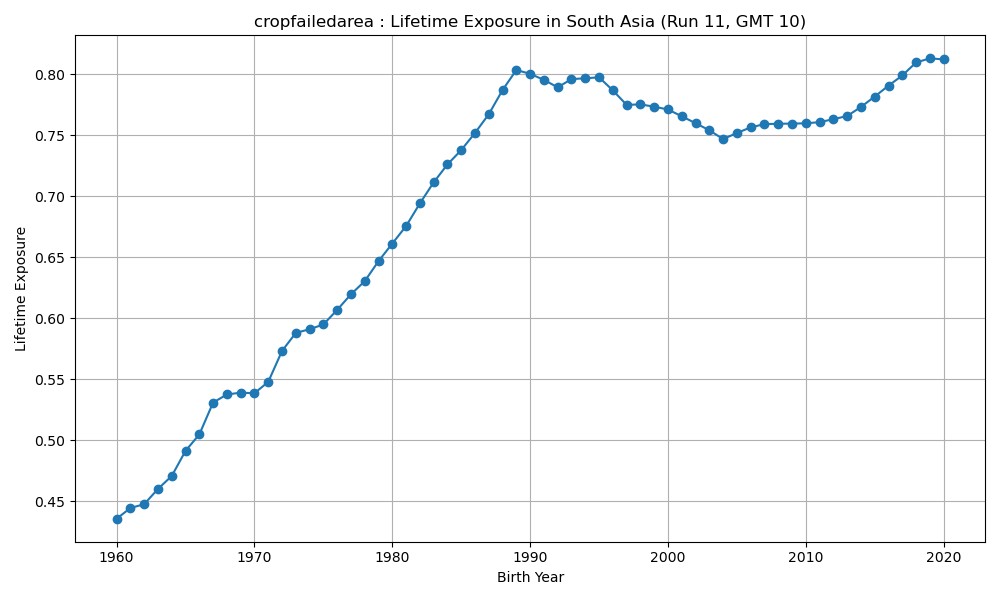 cropfailedarea : Lifetime Exposure in South Asia (Run 11, GMT 10)
Lifetime Exposure
0.80
0.75
0.70
0.65
0.60
0.55
0.50
0.45
1960 1970 1980 1990 2000 2010 2020
Birth Year